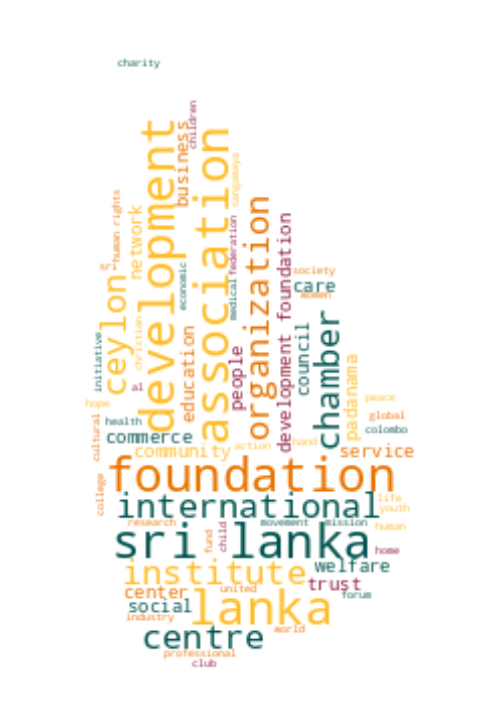 charity
children
business
development
association
sangamaya
human rights
network
organization
federation
development foundation
economic
medical
society
women
care
ceylon
christian
education
people
council
chamber
initiative
padanama
hope
peace
global
colombo
cultural
health
commerce
community
action
hand
service
foundation
college
international
life
youth
research
movement
mission
human
sri lanka
fund
child
home
institute
welfare
trust
center
united
forum
social
lanka
industry
world
centre
professional
club